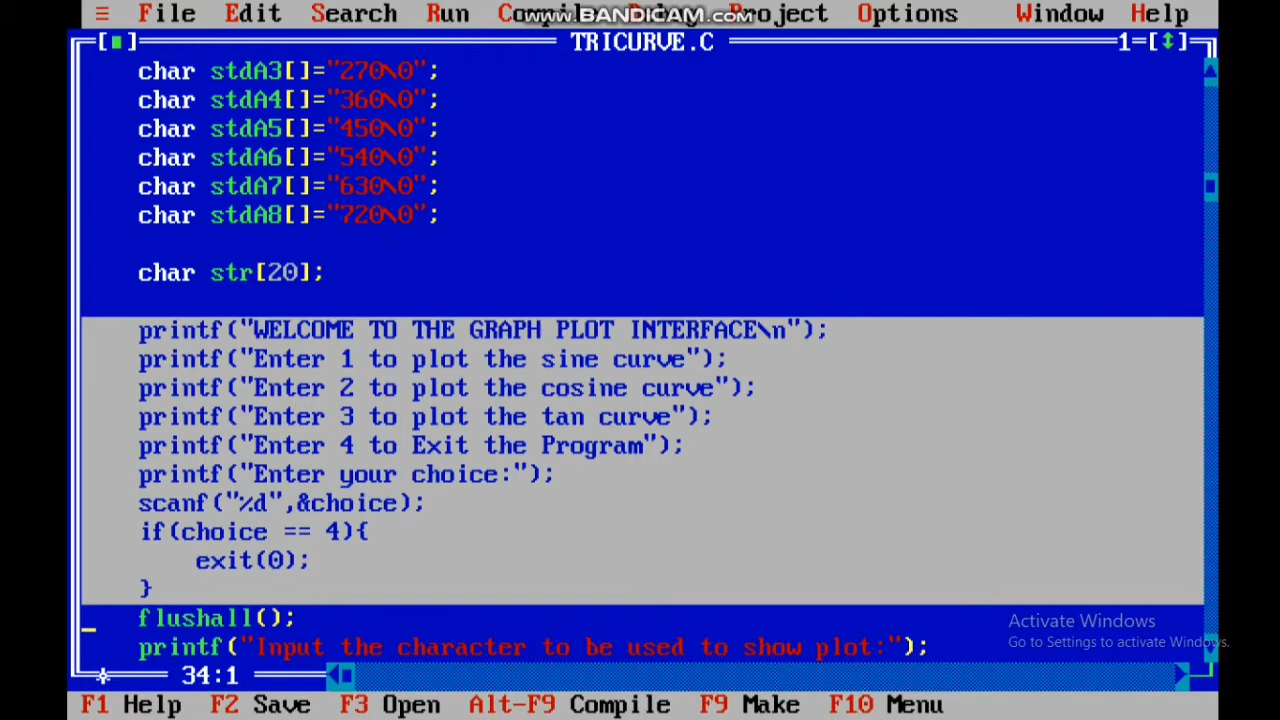 ≡ File Edit Search Run Compile Debug Project Options Window Help
www.BANDICAM.com
[■] TRICURVE.C 1=[↕]
char stdA3[]="270\0";
char stdA4[]="360\0";
char stdA5[]="450\0";
char stdA6[]="540\0";
char stdA7[]="630\0";
char stdA8[]="720\0";
char str[20];
printf("WELCOME TO THE GRAPH PLOT INTERFACE\n");
printf("Enter 1 to plot the sine curve");
printf("Enter 2 to plot the cosine curve");
printf("Enter 3 to plot the tan curve");
printf("Enter 4 to Exit the Program");
printf("Enter your choice:");
scanf("%d",&choice);
if(choice == 4){
exit(0);
}
flushall();
printf("Input the character to be used to show plot:");
Activate Windows
Go to Settings to activate Windows.
34:1
F1 Help F2 Save F3 Open Alt-F9 Compile F9 Make F10 Menu